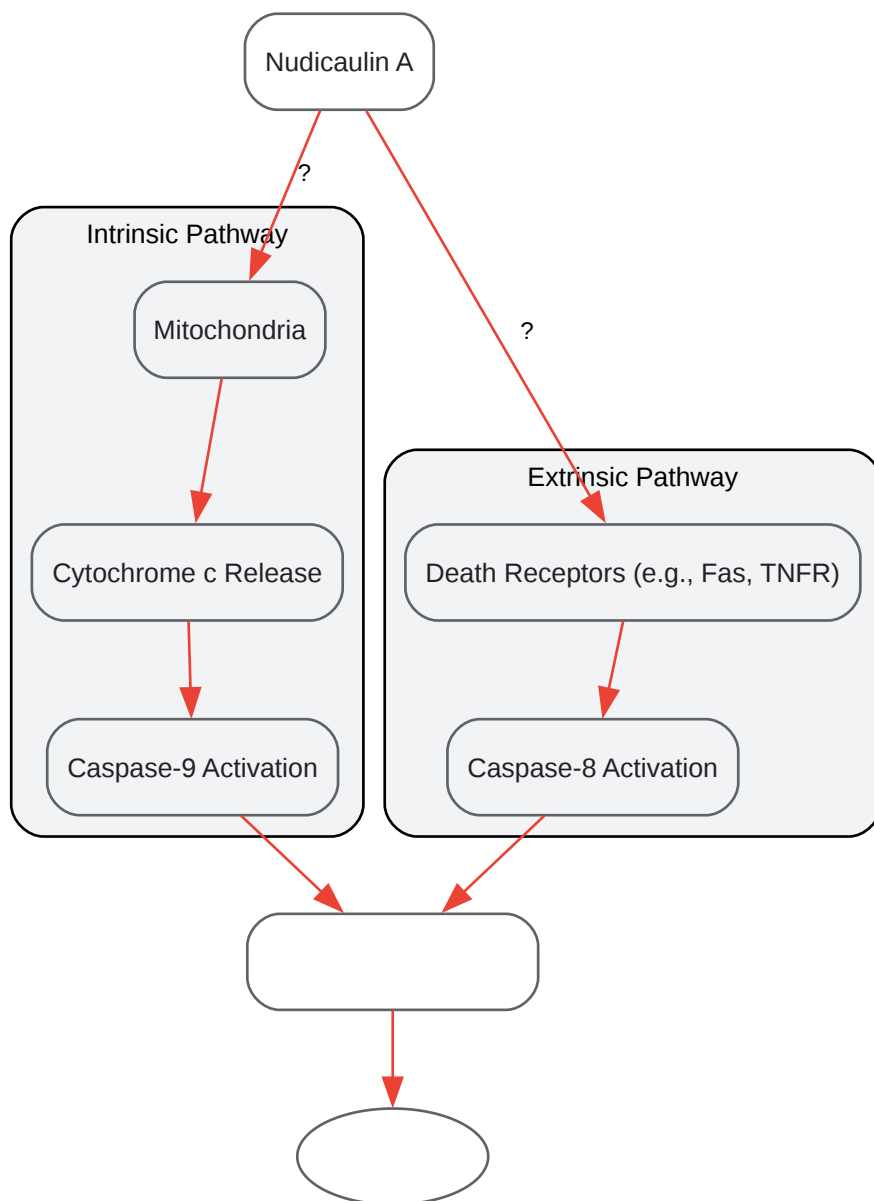 Nudicaulin A
?
Intrinsic Pathway
Mitochondria
?
Extrinsic Pathway
Cytochrome c Release
Death Receptors (e.g., Fas, TNFR)
Caspase-9 Activation
Caspase-8 Activation